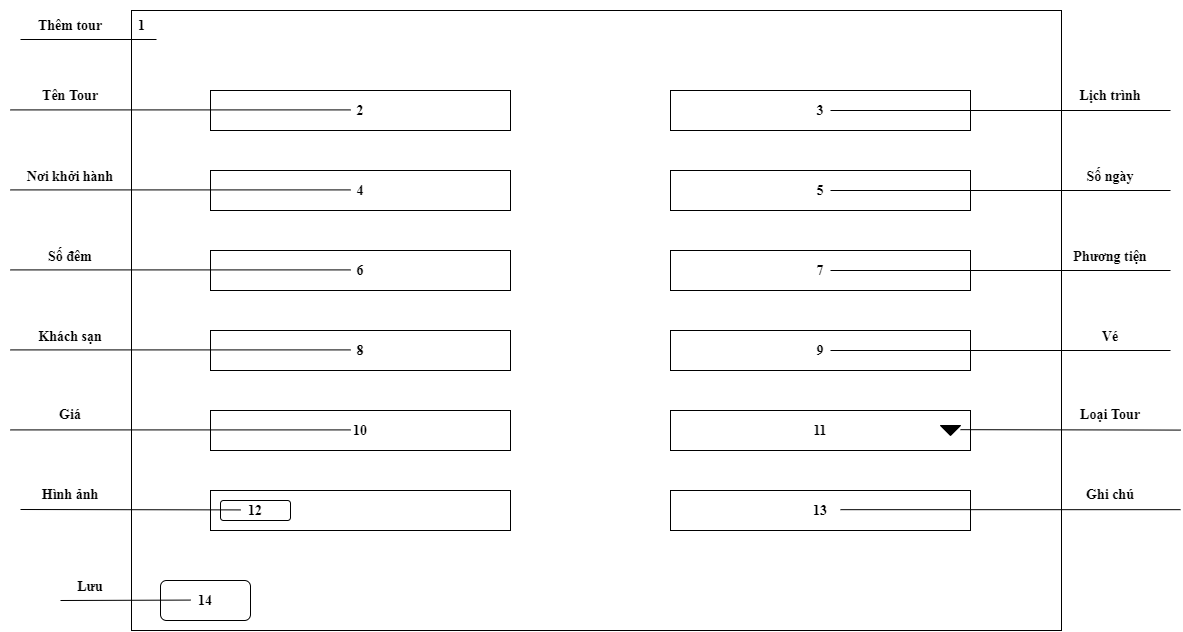 Thêm tour 1
Tên Tour 2 3 Lịch trình
Nơi khởi hành 4 5 Số ngày
Số đêm 6 7 Phương tiện
Khách sạn 8 9 Vé
Giá 10 11 Loại Tour
Hình ảnh 12 13 Ghi chú
Lưu 14